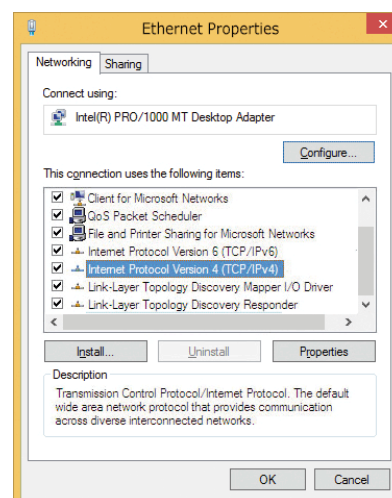 Ethernet Properties
Networking
Sharing
Connect using:
Intel(R) PRO/1000 MT Desktop Adapter
Configure...
This connection uses the following items:
Client for Microsoft Networks
QoS Packet Scheduler
File and Printer Sharing for Microsoft Networks
Internet Protocol Version 6 (TCP/IPv6)
Internet Protocol Version 4 (TCP/IPv4)
Link-Layer Topology Discovery Mapper I/O Driver
Link-Layer Topology Discovery Responder
Install...
Uninstall
Properties
Description
Transmission Control Protocol/Internet Protocol. The default
wide area network protocol that provides communication
across diverse interconnected networks.
OK
Cancel